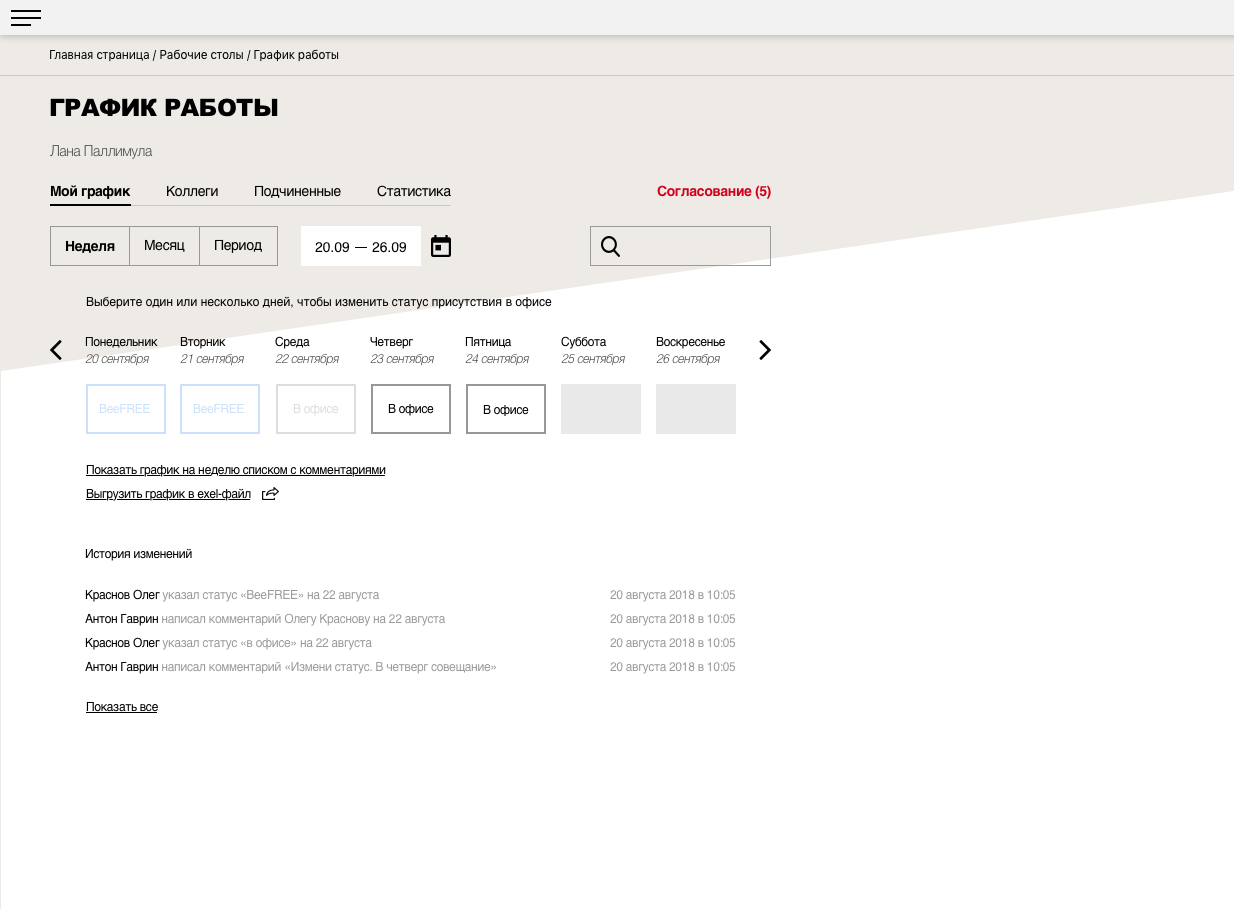 Главная страница / Рабочие столы / График работы
ГРАФИК РАБОТЫ
Лана Паллимула
Мой график Коллеги Подчиненные Статистика Согласование (5)
Неделя Месяц Период 20.09 — 26.09
Выберите один или несколько дней, чтобы изменить статус присутствия в офисе
Понедельник Вторник Среда Четверг Пятница Суббота Воскресенье
20 сентября 21 сентября 22 сентября 23 сентября 24 сентября 25 сентября 26 сентября
BeeFREE BeeFREE В офисе В офисе В офисе
Показать график на неделю списком с комментариями
Выгрузить график в exel-файл
История изменений
Краснов Олег указал статус «BeeFREE» на 22 августа 20 августа 2018 в 10:05
Антон Гаврин написал комментарий Олегу Краснову на 22 августа 20 августа 2018 в 10:05
Краснов Олег указал статус «в офисе» на 22 августа 20 августа 2018 в 10:05
Антон Гаврин написал комментарий «Измени статус. В четверг совещание» 20 августа 2018 в 10:05
Показать все